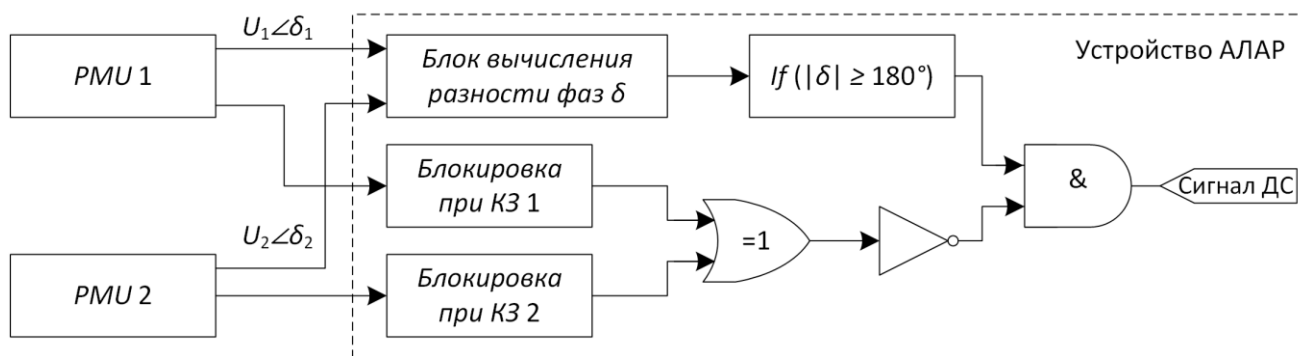 U₁∠δ₁
Устройство АЛАР
PMU 1
Блок вычисления
разности фаз δ
If (|δ| ≥ 180°)
Блокировка
при КЗ 1
&
Сигнал ДС
=1
U₂∠δ₂
PMU 2
Блокировка
при КЗ 2